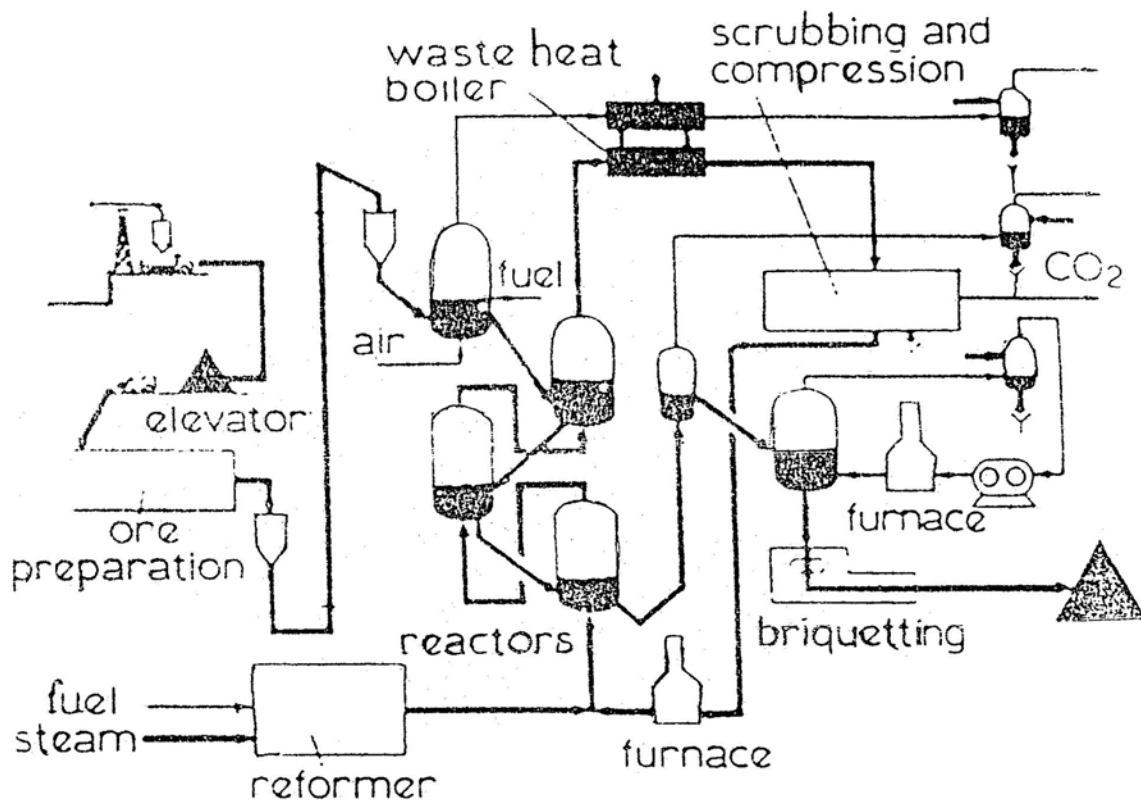 waste heat
boiler
scrubbing and
compression
fuel
air
CO₂
elevator
ore
preparation
furnace
reactors
briquetting
fuel
steam
reformer
furnace